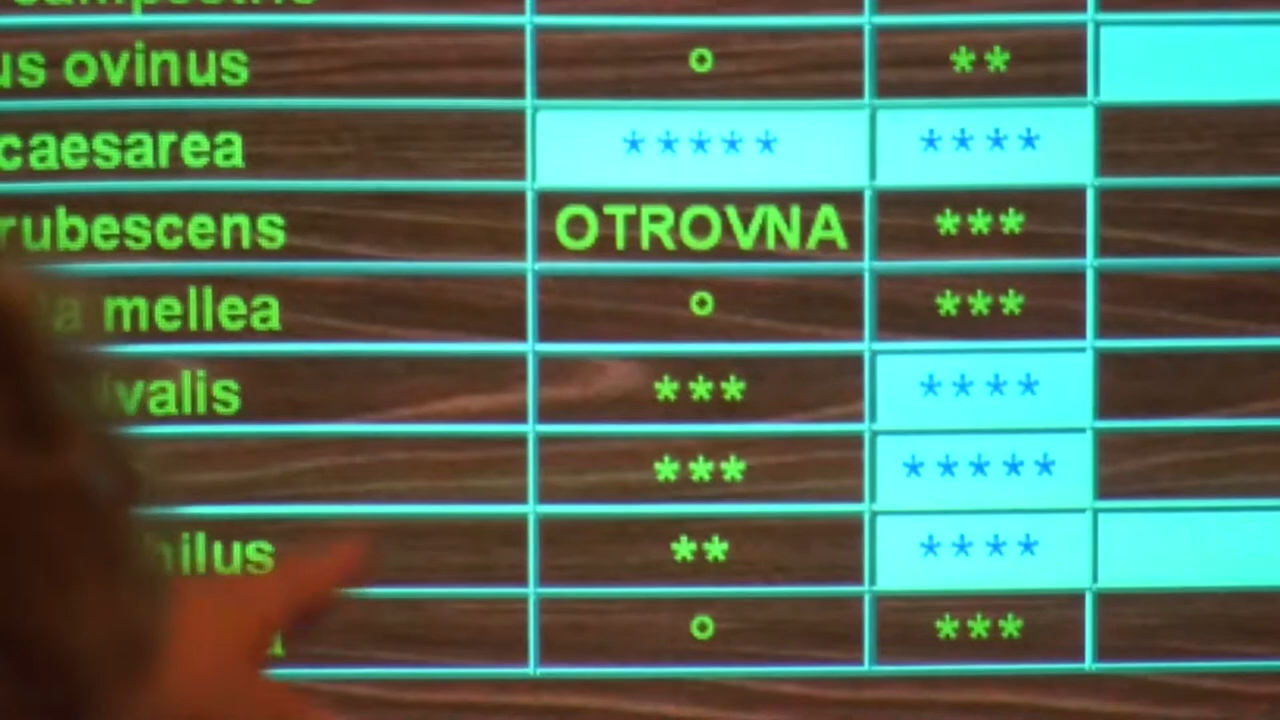 us ovinus ° **
caesarea ***** ****
rubescens OTROVNA ***
mellea ° ***
valis *** ****
*** *****
hilus ** ****
° ***